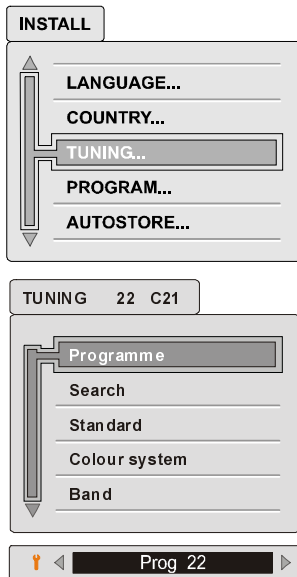 INSTALL
LANGUAGE...
COUNTRY...
TUNING...
PROGRAM...
AUTOSTORE...
TUNING 22 C21
Programme
Search
Standard
Colour system
Band
Prog 22